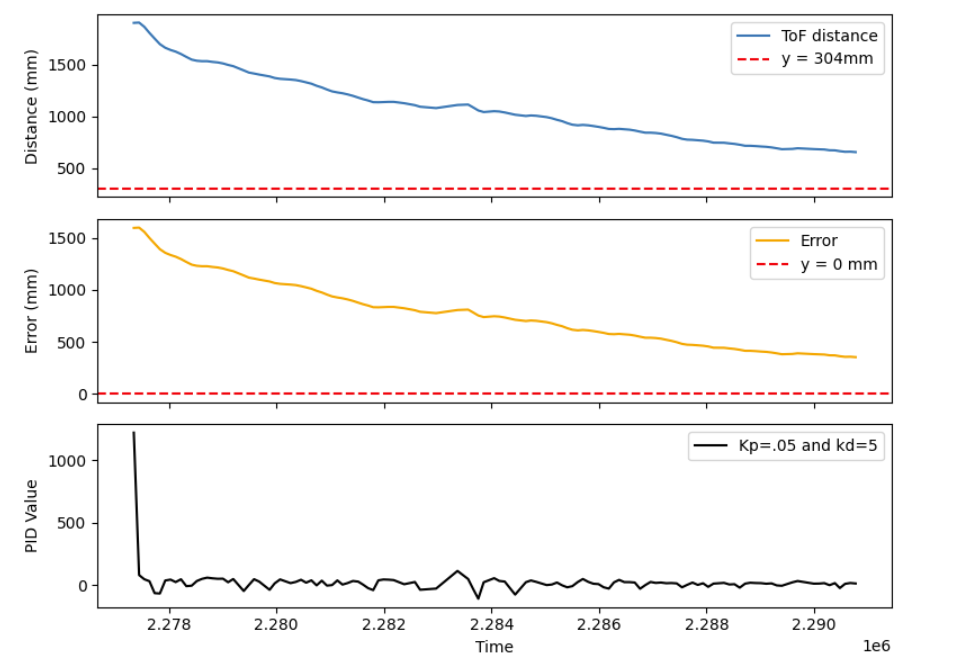 ToF distance
y = 304mm
1500
1000
500
Distance (mm)
Error
y = 0 mm
1500
1000
500
0
Error (mm)
Kp=.05 and kd=5
1000
500
0
PID Value
2.278 2.280 2.282 2.284 2.286 2.288 2.290
Time
1e6